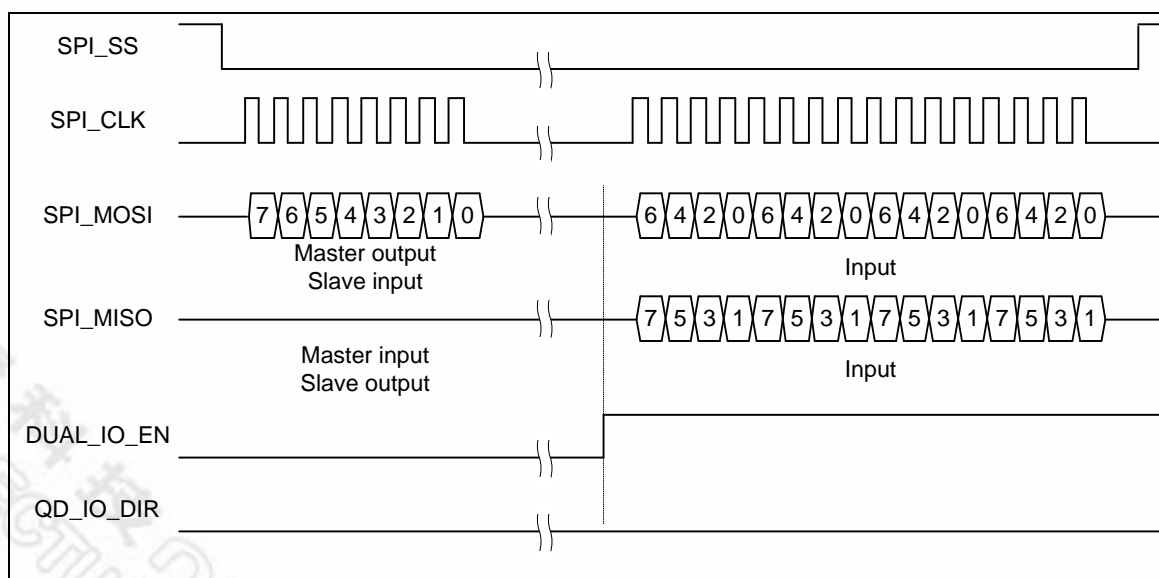 SPI_SS
SPI_CLK
SPI_MOSI
7 6 5 4 3 2 1 0
6 4 2 0 6 4 2 0 6 4 2 0 6 4 2 0
Master output
Slave input
Input
SPI_MISO
7 5 3 1 7 5 3 1 7 5 3 1 7 5 3 1
Master input
Slave output
Input
DUAL_IO_EN
QD_IO_DIR